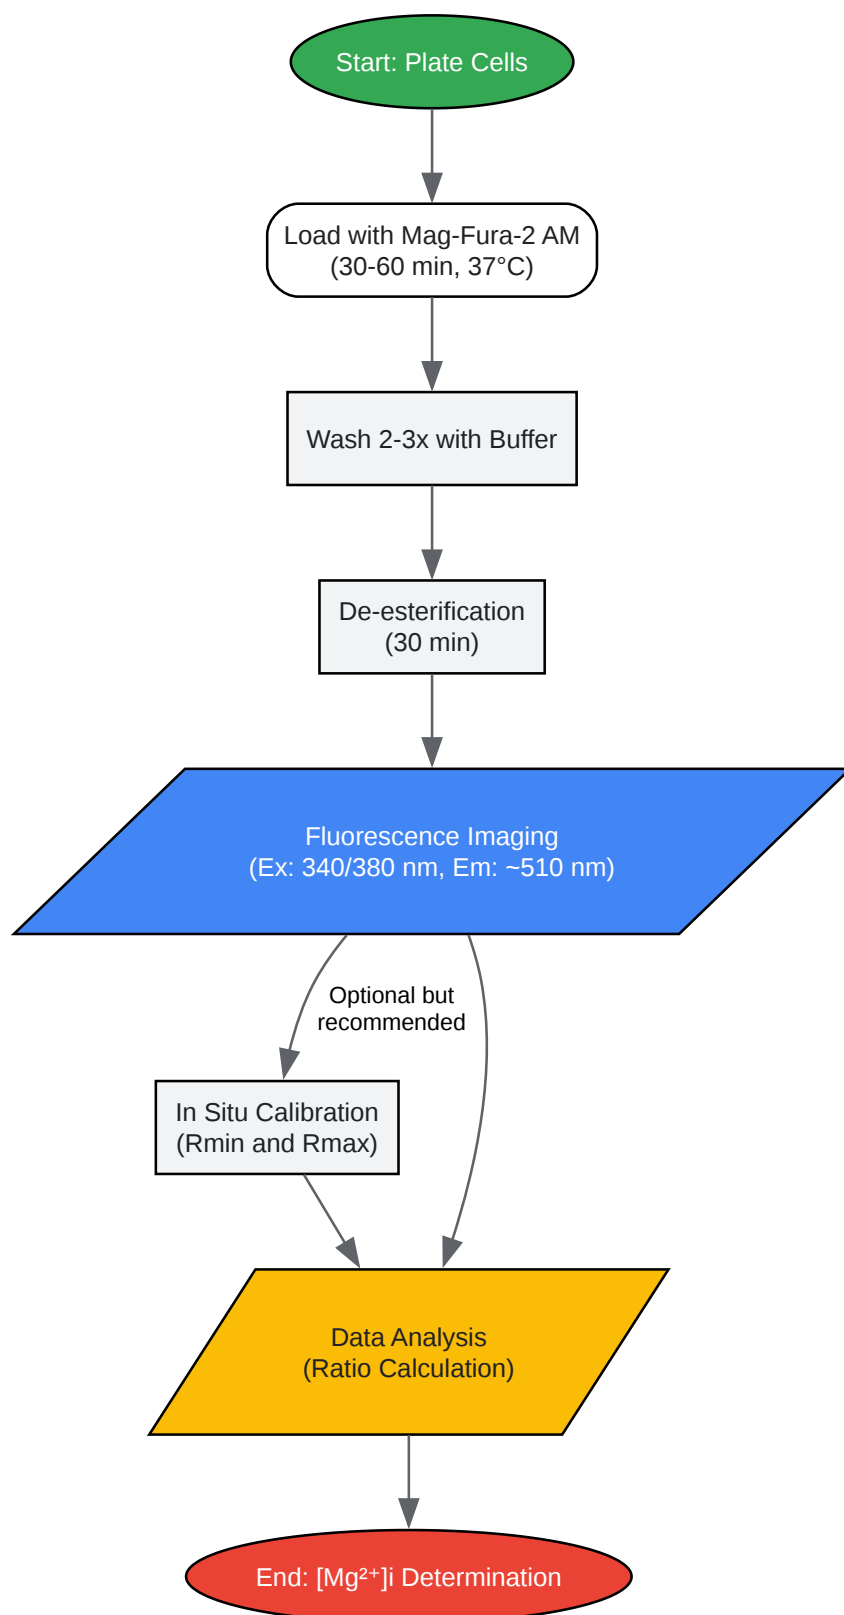 Start: Plate Cells
Load with Mag-Fura-2 AM
(30-60 min, 37°C)
Wash 2-3x with Buffer
De-esterification
(30 min)
Fluorescence Imaging
(Ex: 340/380 nm, Em: ~510 nm)
Optional but
recommended
In Situ Calibration
(Rmin and Rmax)
Data Analysis
(Ratio Calculation)
End: [Mg²⁺]i Determination